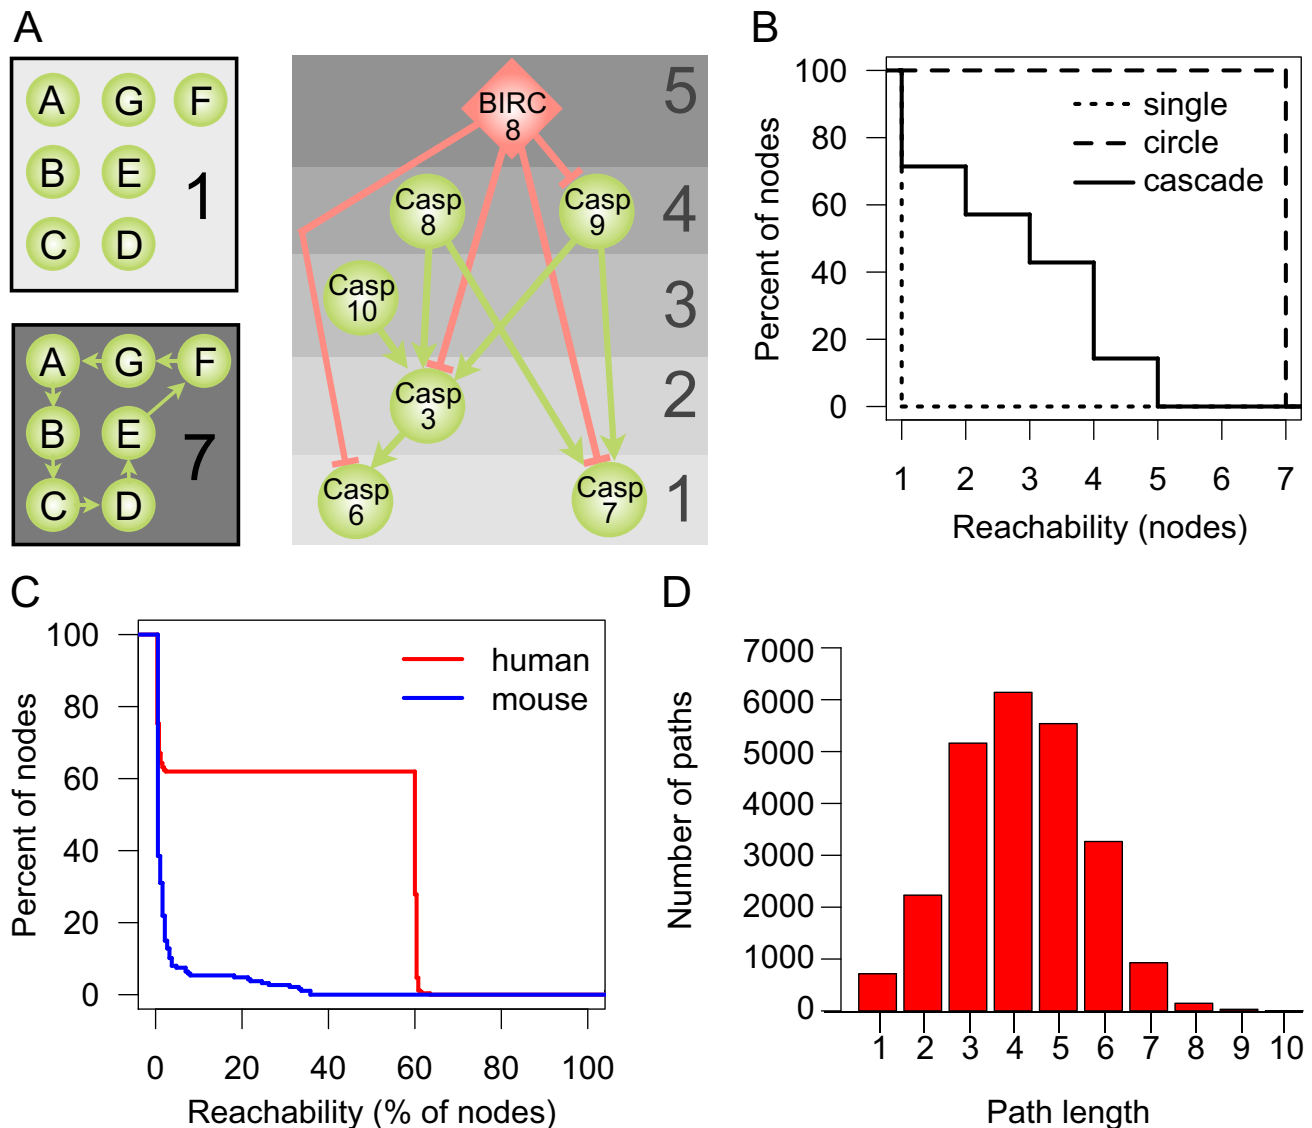 A
A G F
B E
C D
1
A G F
B E
C D
7
BIRC
8
5
Casp
8
Casp
9
4
Casp
10
3
Casp
3
2
Casp
6
Casp
7
1
B
Percent of nodes
100
80
60
40
20
0
single
circle
cascade
1 2 3 4 5 6 7
Reachability (nodes)
C
Percent of nodes
100
80
60
40
20
0
human
mouse
0 20 40 60 80 100
Reachability (% of nodes)
D
Number of paths
7000
6000
5000
4000
3000
2000
1000
0
1 2 3 4 5 6 7 8 9 10
Path length